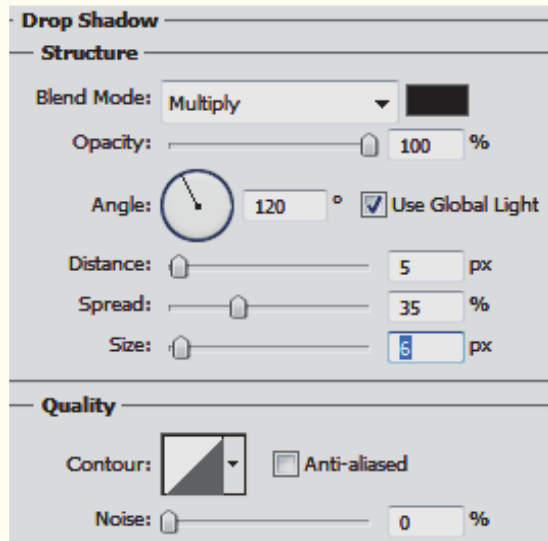 Drop Shadow
Structure
Blend Mode: Multiply
Opacity: 100 %
Angle: 120 ° Use Global Light
Distance: 5 px
Spread: 35 %
Size: 6 px
Quality
Contour: Anti-aliased
Noise: 0 %